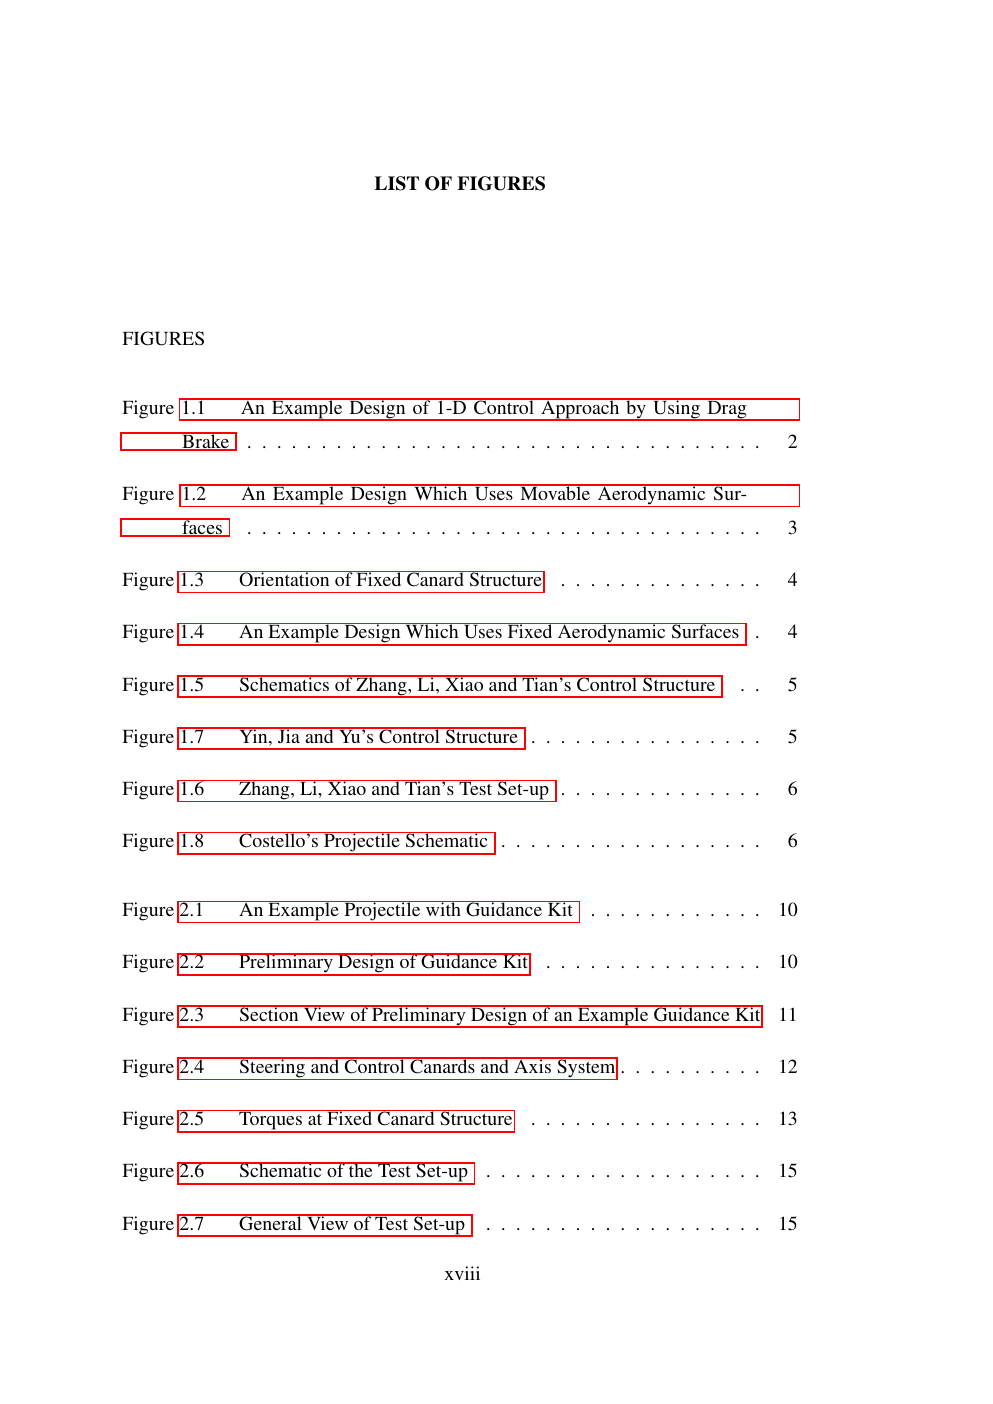 LIST OF FIGURES
FIGURES
Figure 1.1 An Example Design of 1-D Control Approach by Using Drag
Brake . . . . . . . . . . . . . . . . . . . . . . . . . . . . . . . . . . . 2
Figure 1.2 An Example Design Which Uses Movable Aerodynamic Sur-
faces . . . . . . . . . . . . . . . . . . . . . . . . . . . . . . . . . . . 3
Figure 1.3 Orientation of Fixed Canard Structure . . . . . . . . . . . . . . 4
Figure 1.4 An Example Design Which Uses Fixed Aerodynamic Surfaces . 4
Figure 1.5 Schematics of Zhang, Li, Xiao and Tian's Control Structure . . 5
Figure 1.7 Yin, Jia and Yu's Control Structure . . . . . . . . . . . . . . . . 5
Figure 1.6 Zhang, Li, Xiao and Tian's Test Set-up . . . . . . . . . . . . . . 6
Figure 1.8 Costello's Projectile Schematic . . . . . . . . . . . . . . . . . . 6
Figure 2.1 An Example Projectile with Guidance Kit . . . . . . . . . . . . 10
Figure 2.2 Preliminary Design of Guidance Kit . . . . . . . . . . . . . . . 10
Figure 2.3 Section View of Preliminary Design of an Example Guidance Kit 11
Figure 2.4 Steering and Control Canards and Axis System . . . . . . . . . . 12
Figure 2.5 Torques at Fixed Canard Structure . . . . . . . . . . . . . . . . 13
Figure 2.6 Schematic of the Test Set-up . . . . . . . . . . . . . . . . . . . 15
Figure 2.7 General View of Test Set-up . . . . . . . . . . . . . . . . . . . 15
xviii